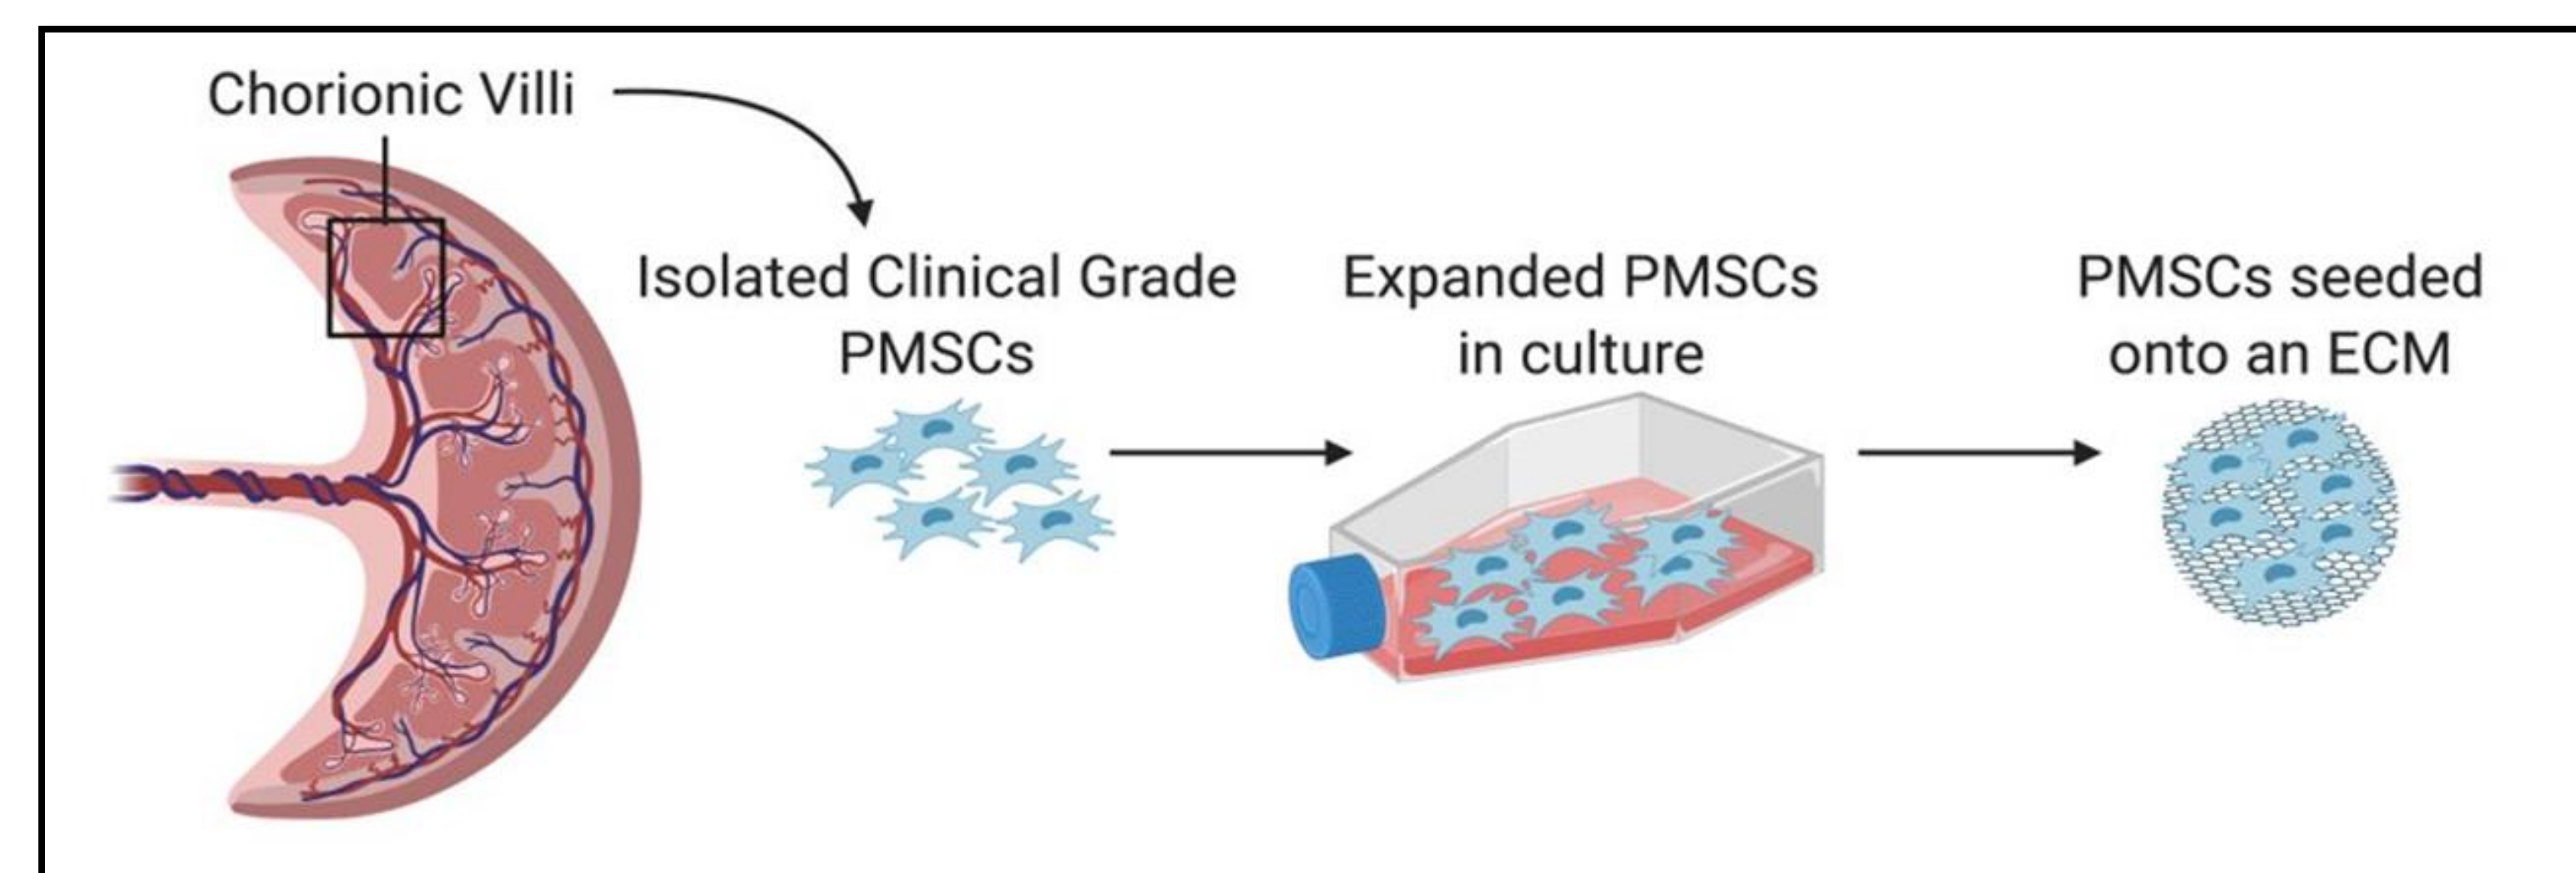 Chorionic Villi
Isolated Clinical Grade
PMSCs
Expanded PMSCs
in culture
PMSCs seeded
onto an ECM